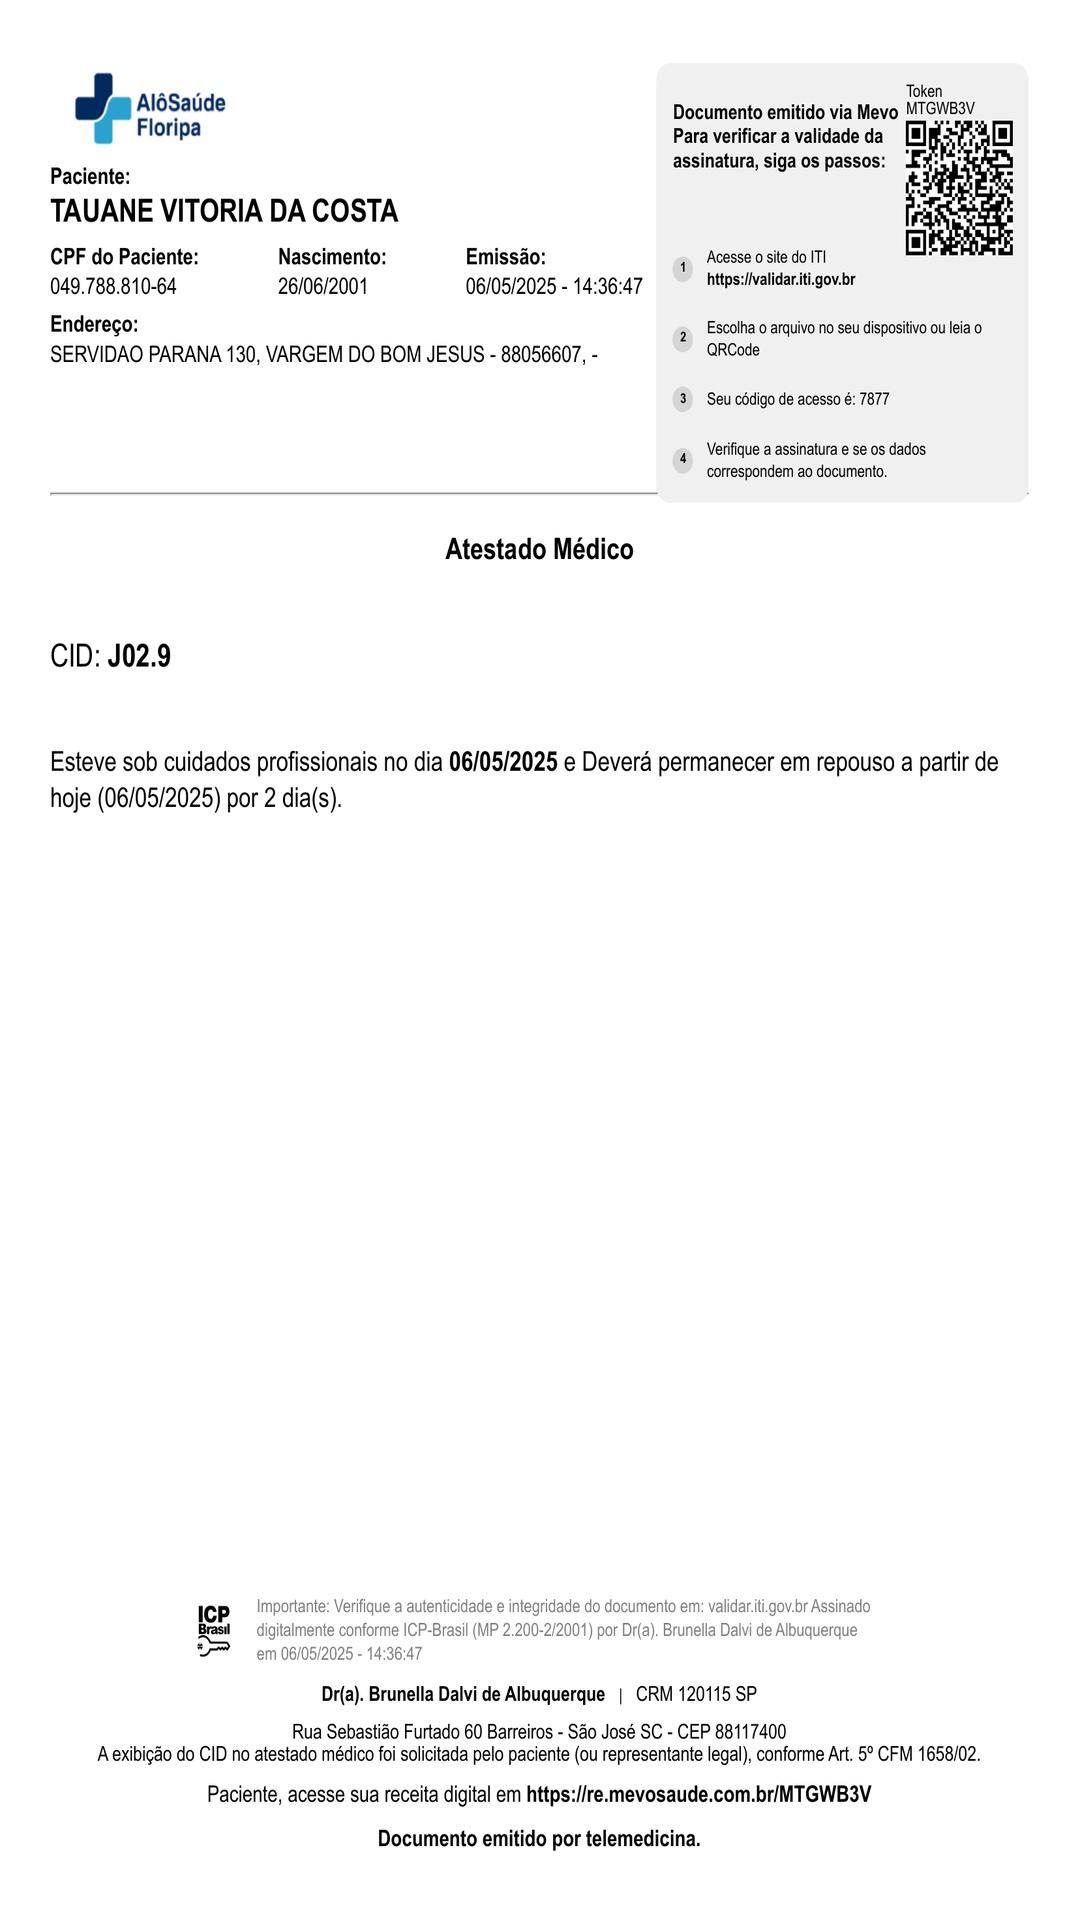 AlôSaúde
Floripa
Paciente:
TAUANE VITORIA DA COSTA
CPF do Paciente: Nascimento: Emissão:
049.788.810-64 26/06/2001 06/05/2025 - 14:36:47
Endereço:
SERVIDAO PARANA 130, VARGEM DO BOM JESUS - 88056607, -
Token
MTGWB3V
Documento emitido via Mevo
Para verificar a validade da
assinatura, siga os passos:
1 Acesse o site do ITI
https://validar.iti.gov.br
2 Escolha o arquivo no seu dispositivo ou leia o
QRCode
3 Seu código de acesso é: 7877
4 Verifique a assinatura e se os dados
correspondem ao documento.
Atestado Médico
CID: J02.9
Esteve sob cuidados profissionais no dia 06/05/2025 e Deverá permanecer em repouso a partir de
hoje (06/05/2025) por 2 dia(s).
ICP
Brasil
Importante: Verifique a autenticidade e integridade do documento em: validar.iti.gov.br Assinado
digitalmente conforme ICP-Brasil (MP 2.200-2/2001) por Dr(a). Brunella Dalvi de Albuquerque
em 06/05/2025 - 14:36:47
Dr(a). Brunella Dalvi de Albuquerque | CRM 120115 SP
Rua Sebastião Furtado 60 Barreiros - São José SC - CEP 88117400
A exibição do CID no atestado médico foi solicitada pelo paciente (ou representante legal), conforme Art. 5º CFM 1658/02.
Paciente, acesse sua receita digital em https://re.mevosaude.com.br/MTGWB3V
Documento emitido por telemedicina.